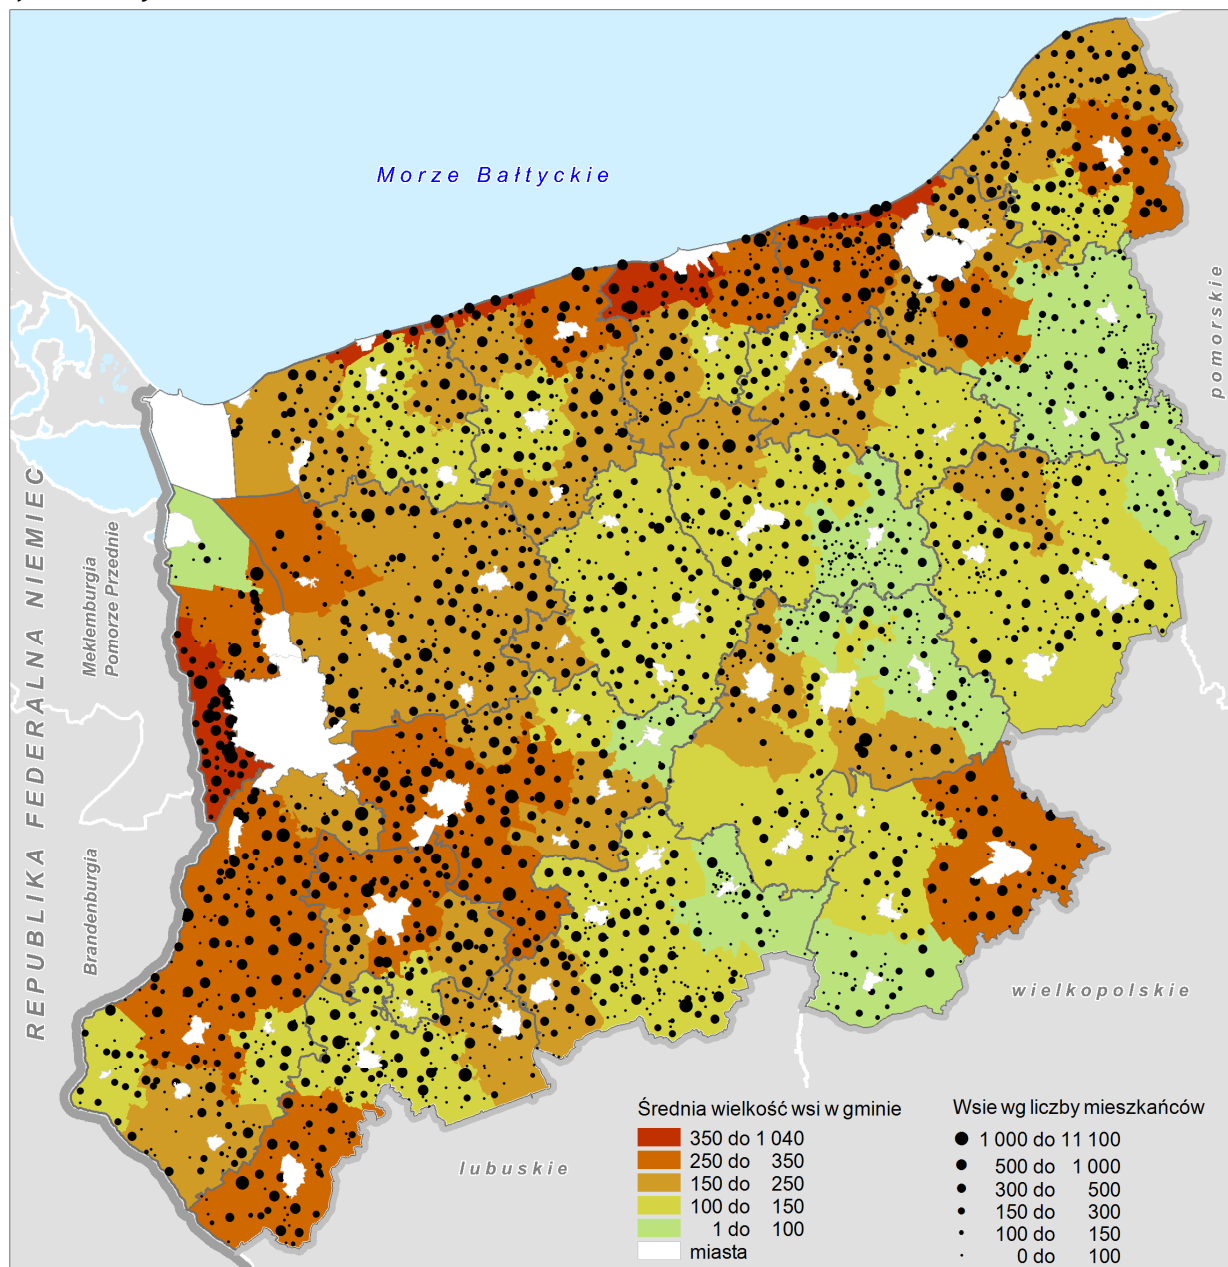 Morze Bałtyckie
pomorskie
REPUBLIKA FEDERALNA NIEMIEC
Meklemburgia
Pomorze Przednie
Brandenburgia
wielkopolskie
lubuskie
Średnia wielkość wsi w gminie
350 do 1 040
250 do 350
150 do 250
100 do 150
1 do 100
miasta
Wsie wg liczby mieszkańców
1 000 do 11 100
500 do 1 000
300 do 500
150 do 300
100 do 150
0 do 100